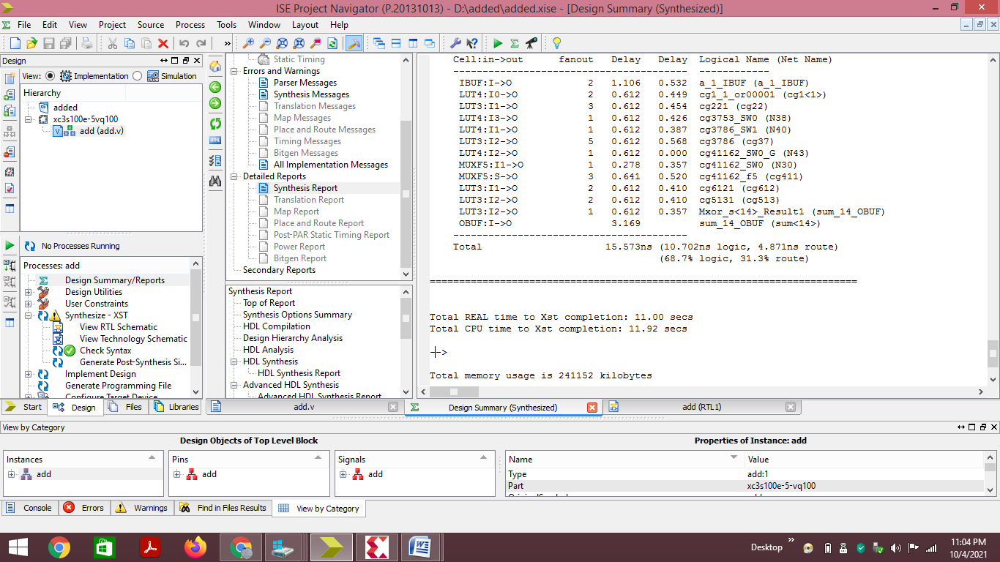 ISE Project Navigator (P.20131013) - D:\added\added.xise - [Design Summary (Synthesized)]
File Edit View Project Source Process Tools Window Layout Help
Design
View: Implementation Simulation
Hierarchy
added
xc3s100e-5vq100
add (add.v)
No Processes Running
Processes: add
Design Summary/Reports
Design Utilities
User Constraints
Synthesize - XST
View RTL Schematic
View Technology Schematic
Check Syntax
Generate Post-Synthesis Si...
Implement Design
Generate Programming File
Configure Target Device
Start Design Files Libraries
Static Timing
Errors and Warnings
Parser Messages
Synthesis Messages
Translation Messages
Map Messages
Place and Route Messages
Timing Messages
Bitgen Messages
All Implementation Messages
Detailed Reports
Synthesis Report
Translation Report
Map Report
Place and Route Report
Post-PAR Static Timing Report
Power Report
Bitgen Report
Secondary Reports
Synthesis Report
Top of Report
Synthesis Options Summary
HDL Compilation
Design Hierarchy Analysis
HDL Analysis
HDL Synthesis
HDL Synthesis Report
Advanced HDL Synthesis
Advanced HDL Synthesis Report
Cell:in->out fanout Delay Delay Logical Name (Net Name)
---------------------------------------- ------------
IBUF:I->O 2 1.106 0.532 a_1_IBUF (a_1_IBUF)
LUT4:I0->O 2 0.612 0.449 cg1_1_or00001 (cg1<1>)
LUT3:I1->O 3 0.612 0.454 cg221 (cg22)
LUT4:I3->O 1 0.612 0.426 cg3753_SW0 (N38)
LUT4:I1->O 1 0.612 0.387 cg3786_SW1 (N40)
LUT3:I2->O 5 0.612 0.568 cg3786 (cg37)
LUT4:I2->O 1 0.612 0.000 cg41162_SW0_G (N43)
MUXF5:I1->O 1 0.278 0.357 cg41162_SW0 (N30)
MUXF5:S->O 3 0.641 0.520 cg41162_f5 (cg411)
LUT3:I1->O 2 0.612 0.410 cg6121 (cg612)
LUT3:I2->O 2 0.612 0.410 cg5131 (cg513)
LUT3:I2->O 1 0.612 0.357 Mxor_s<14>_Result1 (sum_14_OBUF)
OBUF:I->O 3.169 sum_14_OBUF (sum<14>)
----------------------------------------
Total 15.573ns (10.702ns logic, 4.871ns route)
(68.7% logic, 31.3% route)
=========================================================================
Total REAL time to Xst completion: 11.00 secs
Total CPU time to Xst completion: 11.92 secs
-->
Total memory usage is 241152 kilobytes
add.v Design Summary (Synthesized) add (RTL1)
View by Category
Design Objects of Top Level Block Properties of Instance: add
Instances Pins Signals Name Value
add add add Type add:1
Part xc3s100e-5-vq100
Console Errors Warnings Find in Files Results View by Category
Desktop
11:04 PM
10/4/2021